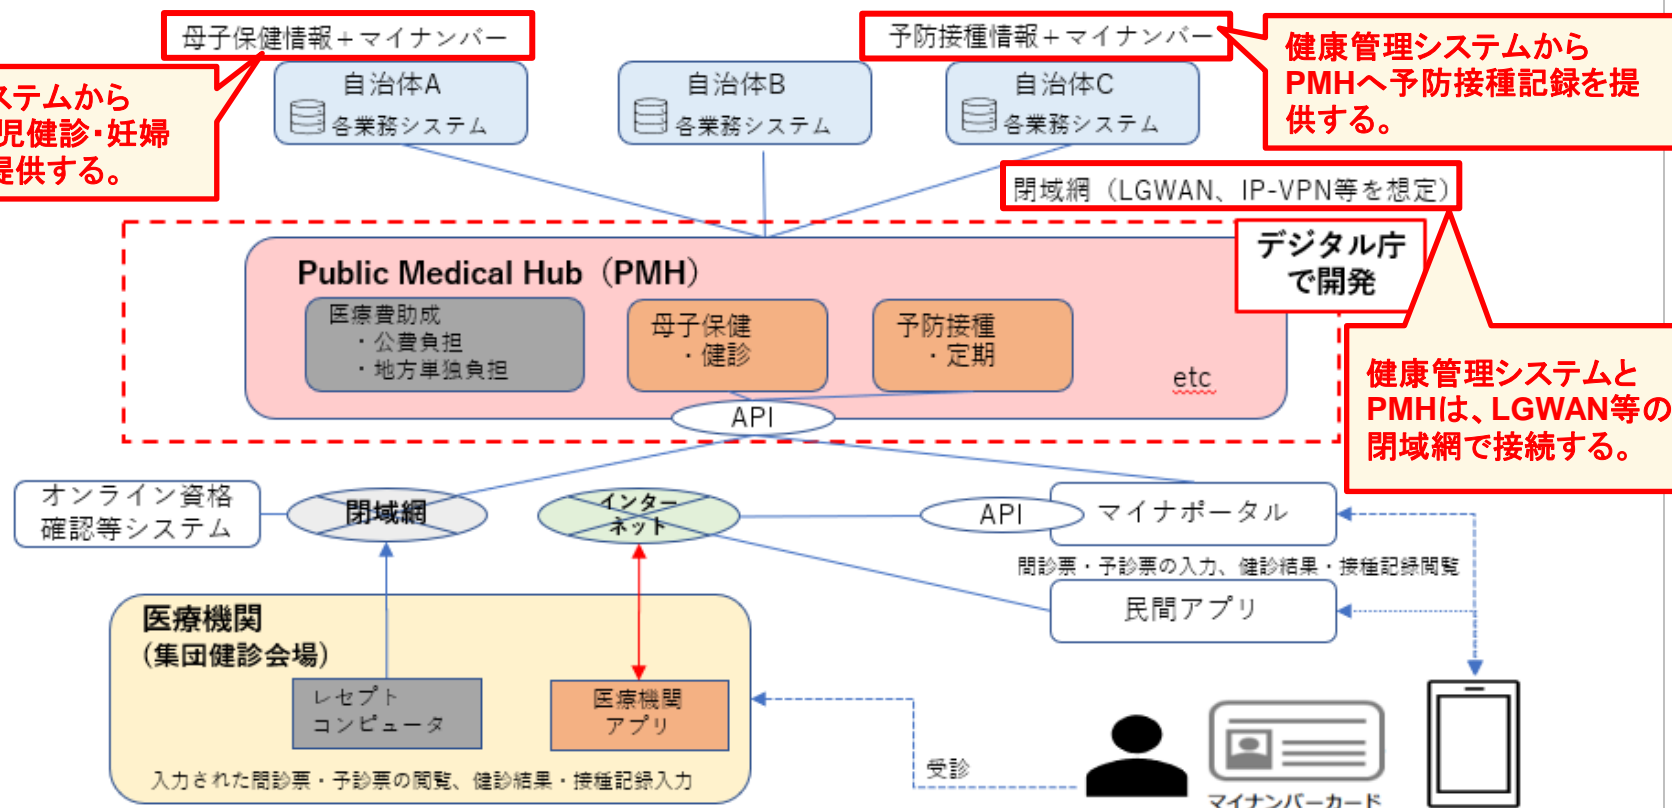 母子保健情報＋マイナンバー
予防接種情報＋マイナンバー
健康管理システムから
PMHへ予防接種記録を提
供する。
ステムから
児健診・妊婦
提供する。
自治体A
各業務システム
自治体B
各業務システム
自治体C
各業務システム
閉域網（LGWAN、IP-VPN等を想定）
デジタル庁
で開発
Public Medical Hub（PMH）
医療費助成
・公費負担
・地方単独負担
母子保健
・健診
予防接種
・定期
etc
API
健康管理システムと
PMHは、LGWAN等の
閉域網で接続する。
オンライン資格
確認等システム
閉域網
インター
ネット
API
マイナポータル
問診票・予診票の入力、健診結果・接種記録閲覧
民間アプリ
医療機関
(集団健診会場)
レセプト
コンピュータ
医療機関
アプリ
入力された問診票・予診票の閲覧、健診結果・接種記録入力
受診
マイナンバーカード